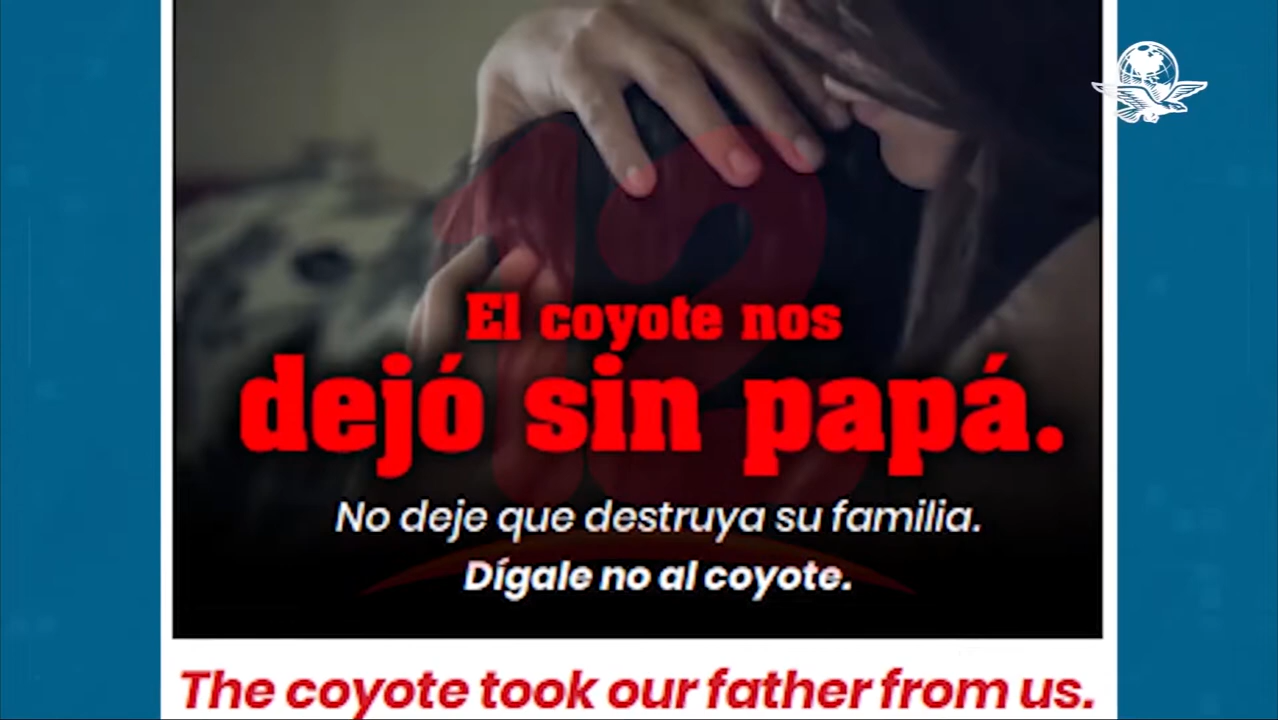 12
El coyote nos
dejó sin papá.
No deje que destruya su familia.
Dígale no al coyote.
The coyote took our father from us.